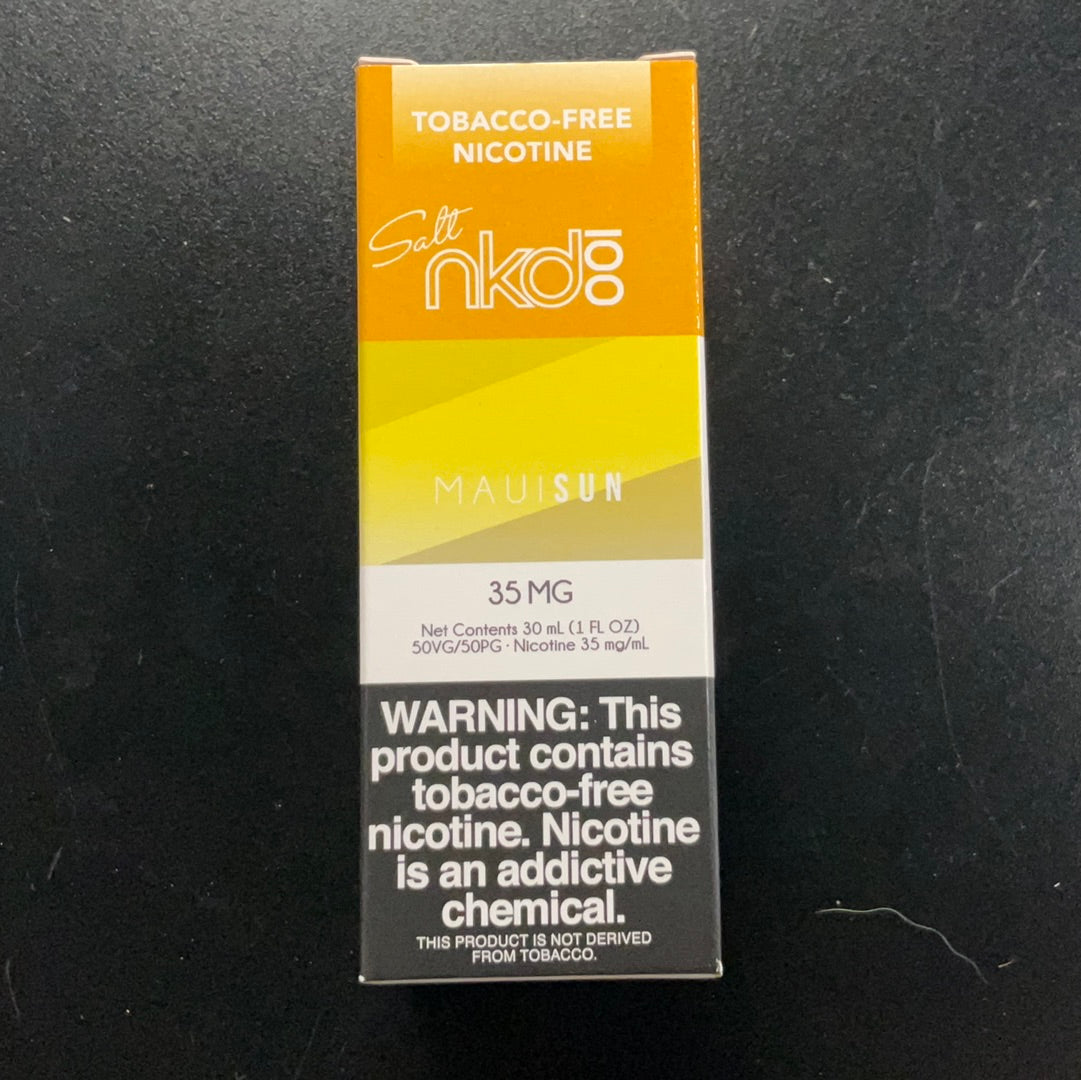 TOBACCO-FREE
NICOTINE
Salt
nkd 100
MAUI SUN
35 MG
Net Contents 30 mL (1 FL OZ)
50VG/50PG · Nicotine 35 mg/mL
WARNING: This
product contains
tobacco-free
nicotine. Nicotine
is an addictive
chemical.
THIS PRODUCT IS NOT DERIVED
FROM TOBACCO.